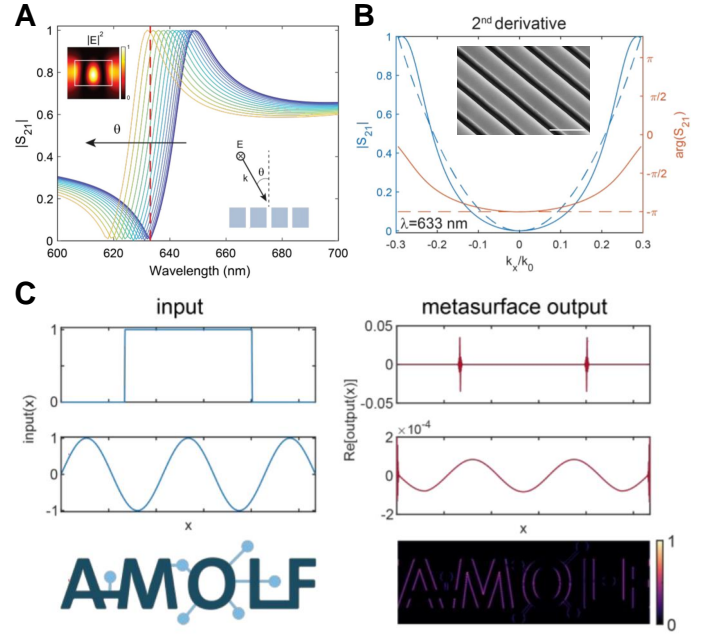 A
|E|²
1
0
θ
E
k
θ
|S₂₁|
1
0.8
0.6
0.4
0.2
0
600
620
640
660
680
700
Wavelength (nm)
B
2ⁿᵈ derivative
|S₂₁|
1
0.8
0.6
0.4
0.2
0
arg(S₂₁)
π
π/2
0
-π/2
-π
λ=633 nm
-0.3
-0.2
-0.1
0
0.1
0.2
0.3
kₓ/k₀
C
input
metasurface output
input(x)
1
0
1
0
-1
x
Re[output(x)]
0.05
0
-0.05
×10⁻⁴
2
0
-2
x
AMOLF
AMOLF
1
0